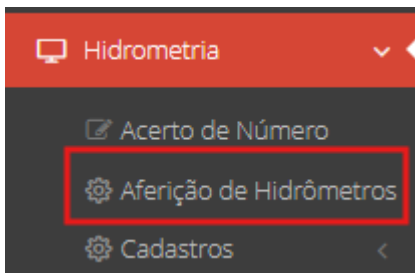 Hidrometria
Acerto de Número
Aferição de Hidrômetros
Cadastros